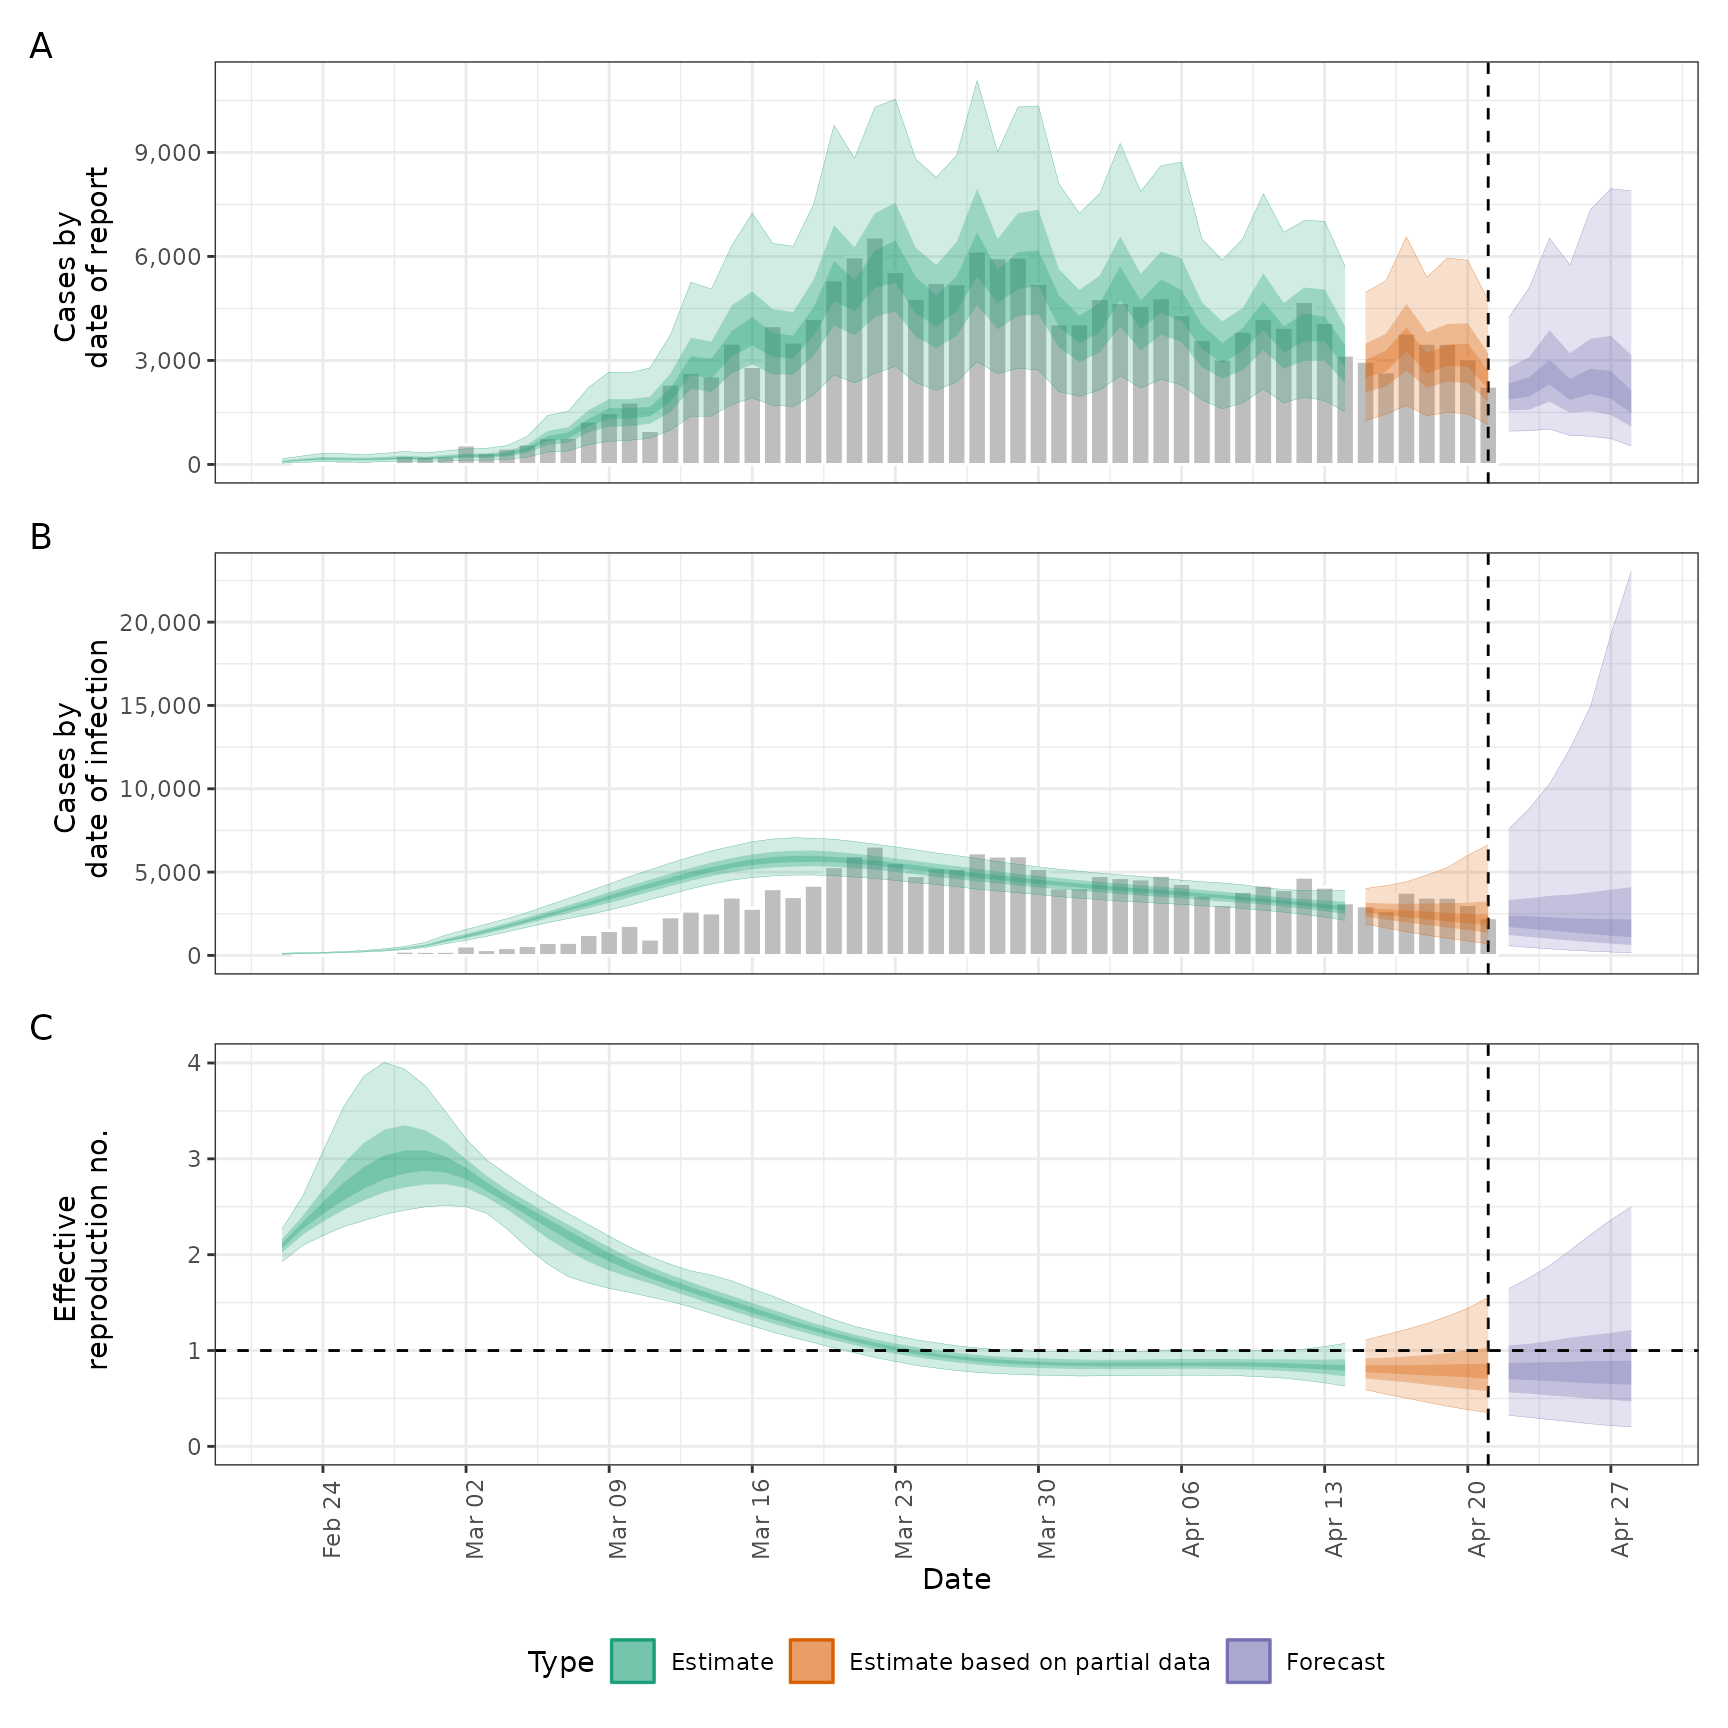 A
Cases by
date of report
9,000
6,000
3,000
0
B
Cases by
date of infection
20,000
15,000
10,000
5,000
0
C
Effective
reproduction no.
4
3
2
1
0
Feb 24
Mar 02
Mar 09
Mar 16
Mar 23
Mar 30
Apr 06
Apr 13
Apr 20
Apr 27
Date
Type Estimate Estimate based on partial data Forecast